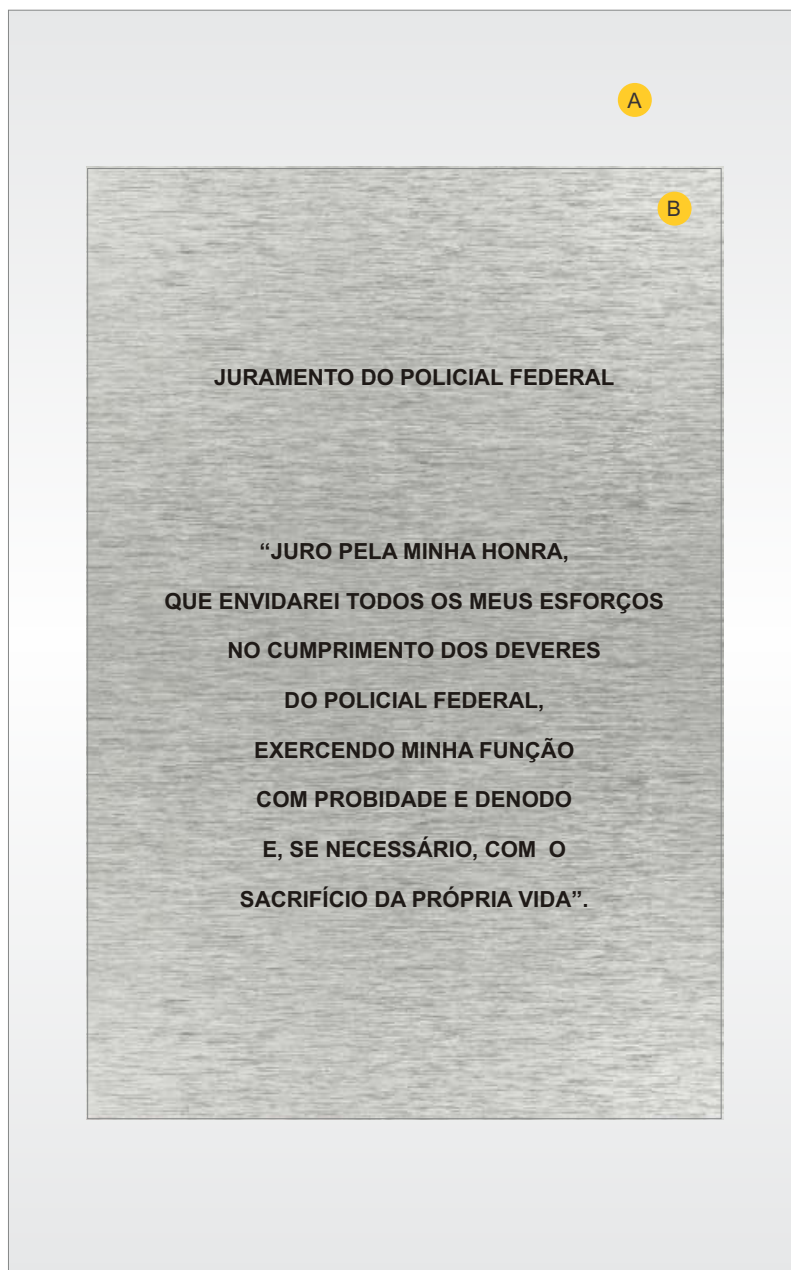 A
B
JURAMENTO DO POLICIAL FEDERAL
“JURO PELA MINHA HONRA,
QUE ENVIDAREI TODOS OS MEUS ESFORÇOS
NO CUMPRIMENTO DOS DEVERES
DO POLICIAL FEDERAL,
EXERCENDO MINHA FUNÇÃO
COM PROBIDADE E DENODO
E, SE NECESSÁRIO, COM O
SACRIFÍCIO DA PRÓPRIA VIDA”.